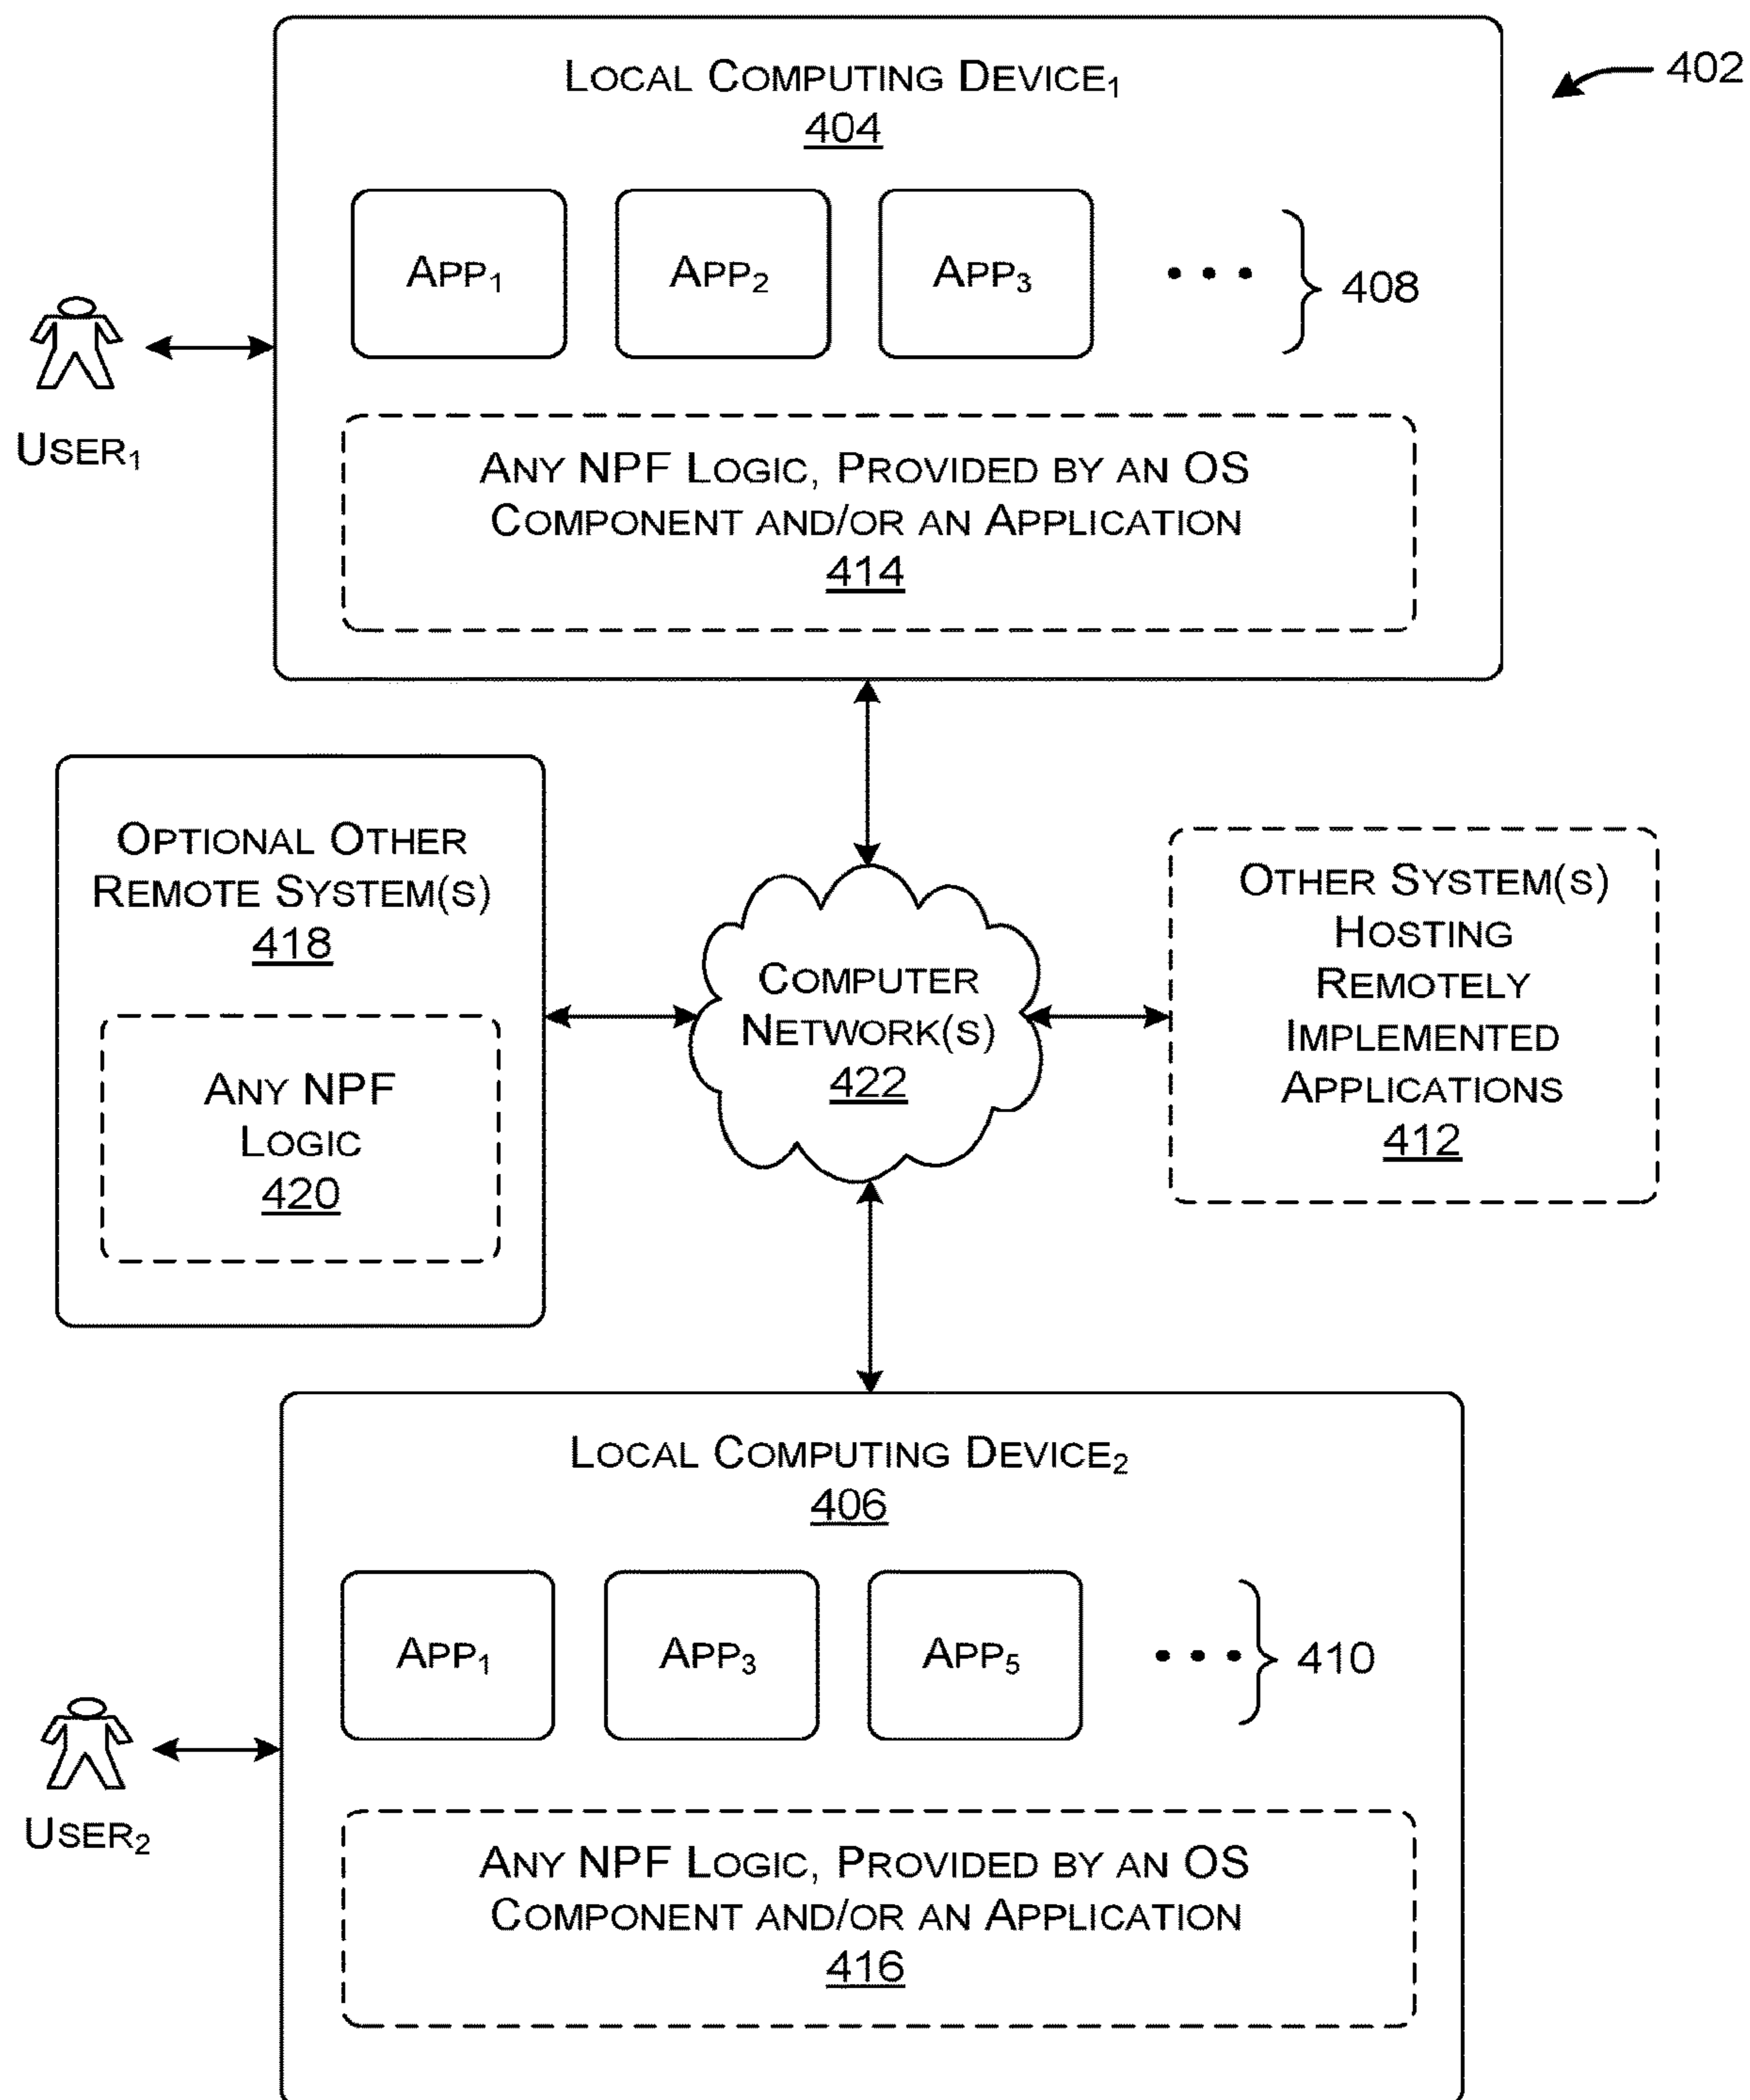 LOCAL COMPUTING DEVICE₁
404
402
APP₁ APP₂ APP₃ • • •
408
USER₁
ANY NPF LOGIC, PROVIDED BY AN OS
COMPONENT AND/OR AN APPLICATION
414
OPTIONAL OTHER
REMOTE SYSTEM(S)
418
ANY NPF
LOGIC
420
COMPUTER
NETWORK(S)
422
OTHER SYSTEM(S)
HOSTING
REMOTELY
IMPLEMENTED
APPLICATIONS
412
LOCAL COMPUTING DEVICE₂
406
APP₁ APP₃ APP₅ • • •
410
USER₂
ANY NPF LOGIC, PROVIDED BY AN OS
COMPONENT AND/OR AN APPLICATION
416